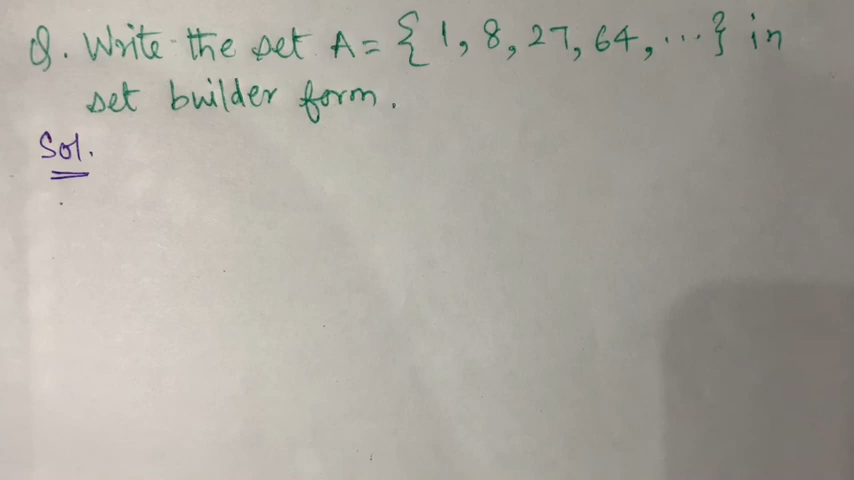 Q. Write the set A = {1, 8, 27, 64, ...} in
set builder form.
Sol.